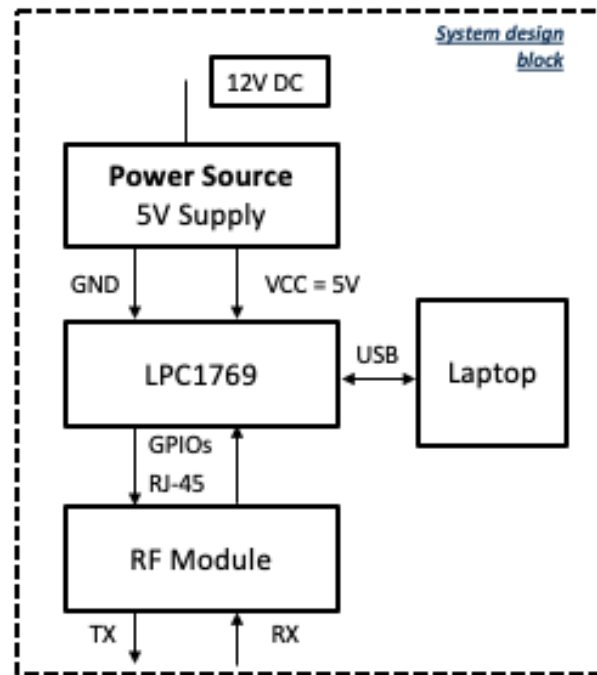 System design
block
12V DC
Power Source
5V Supply
GND
VCC = 5V
LPC1769
USB
Laptop
GPIOs
RJ-45
RF Module
TX
RX